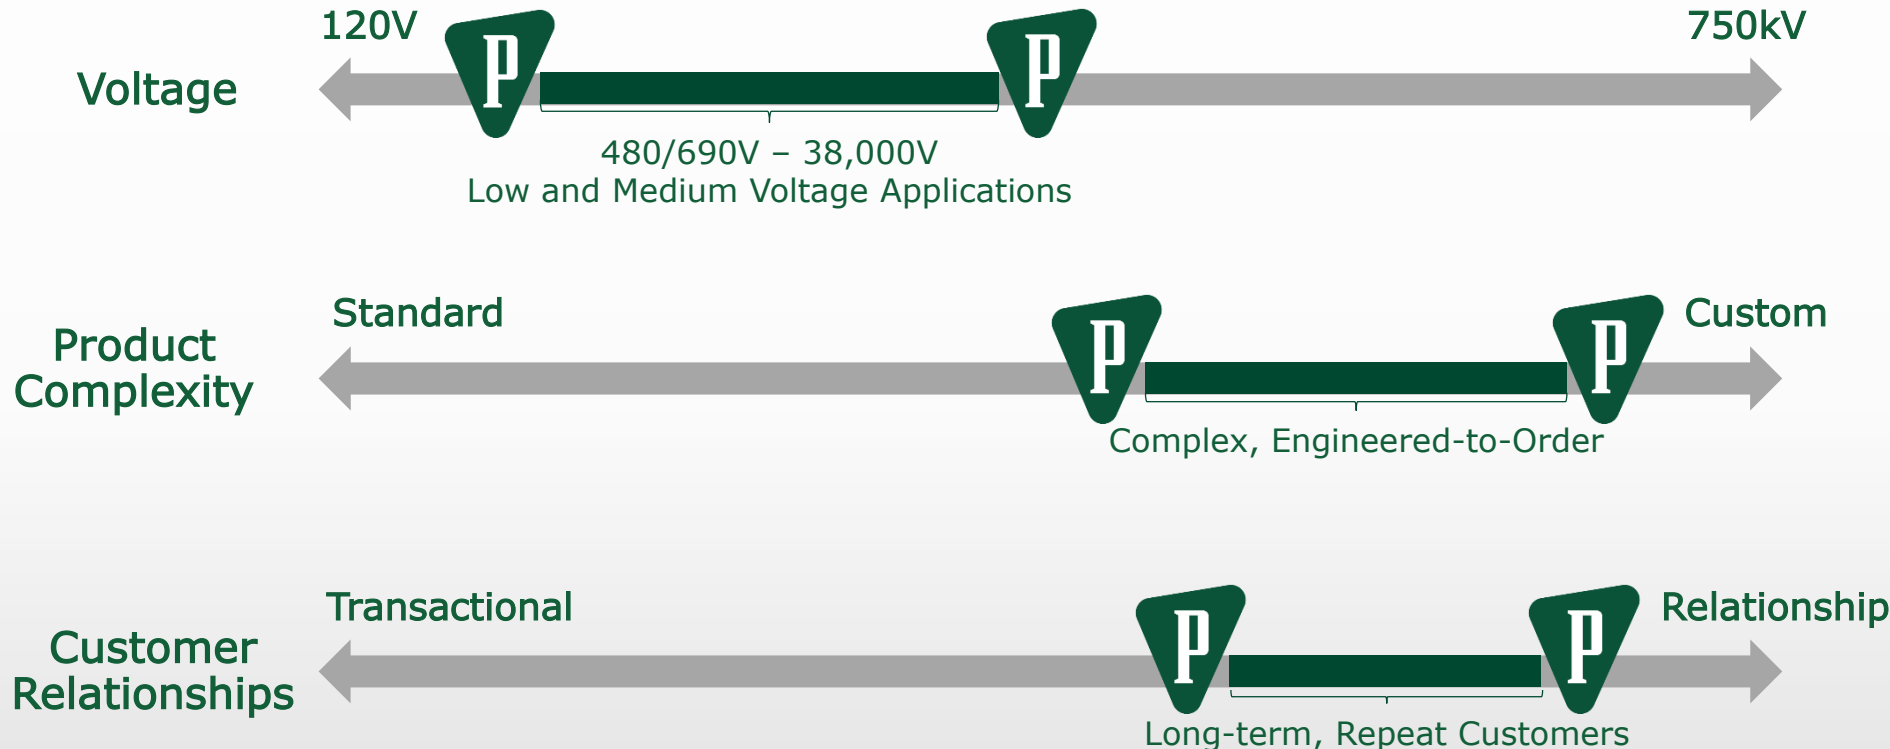 120V
P
P
750kV
Voltage
480/690V – 38,000V
Low and Medium Voltage Applications
Standard
P
P
Custom
Product
Complexity
Complex, Engineered-to-Order
Transactional
P
P
Relationship
Customer
Relationships
Long-term, Repeat Customers